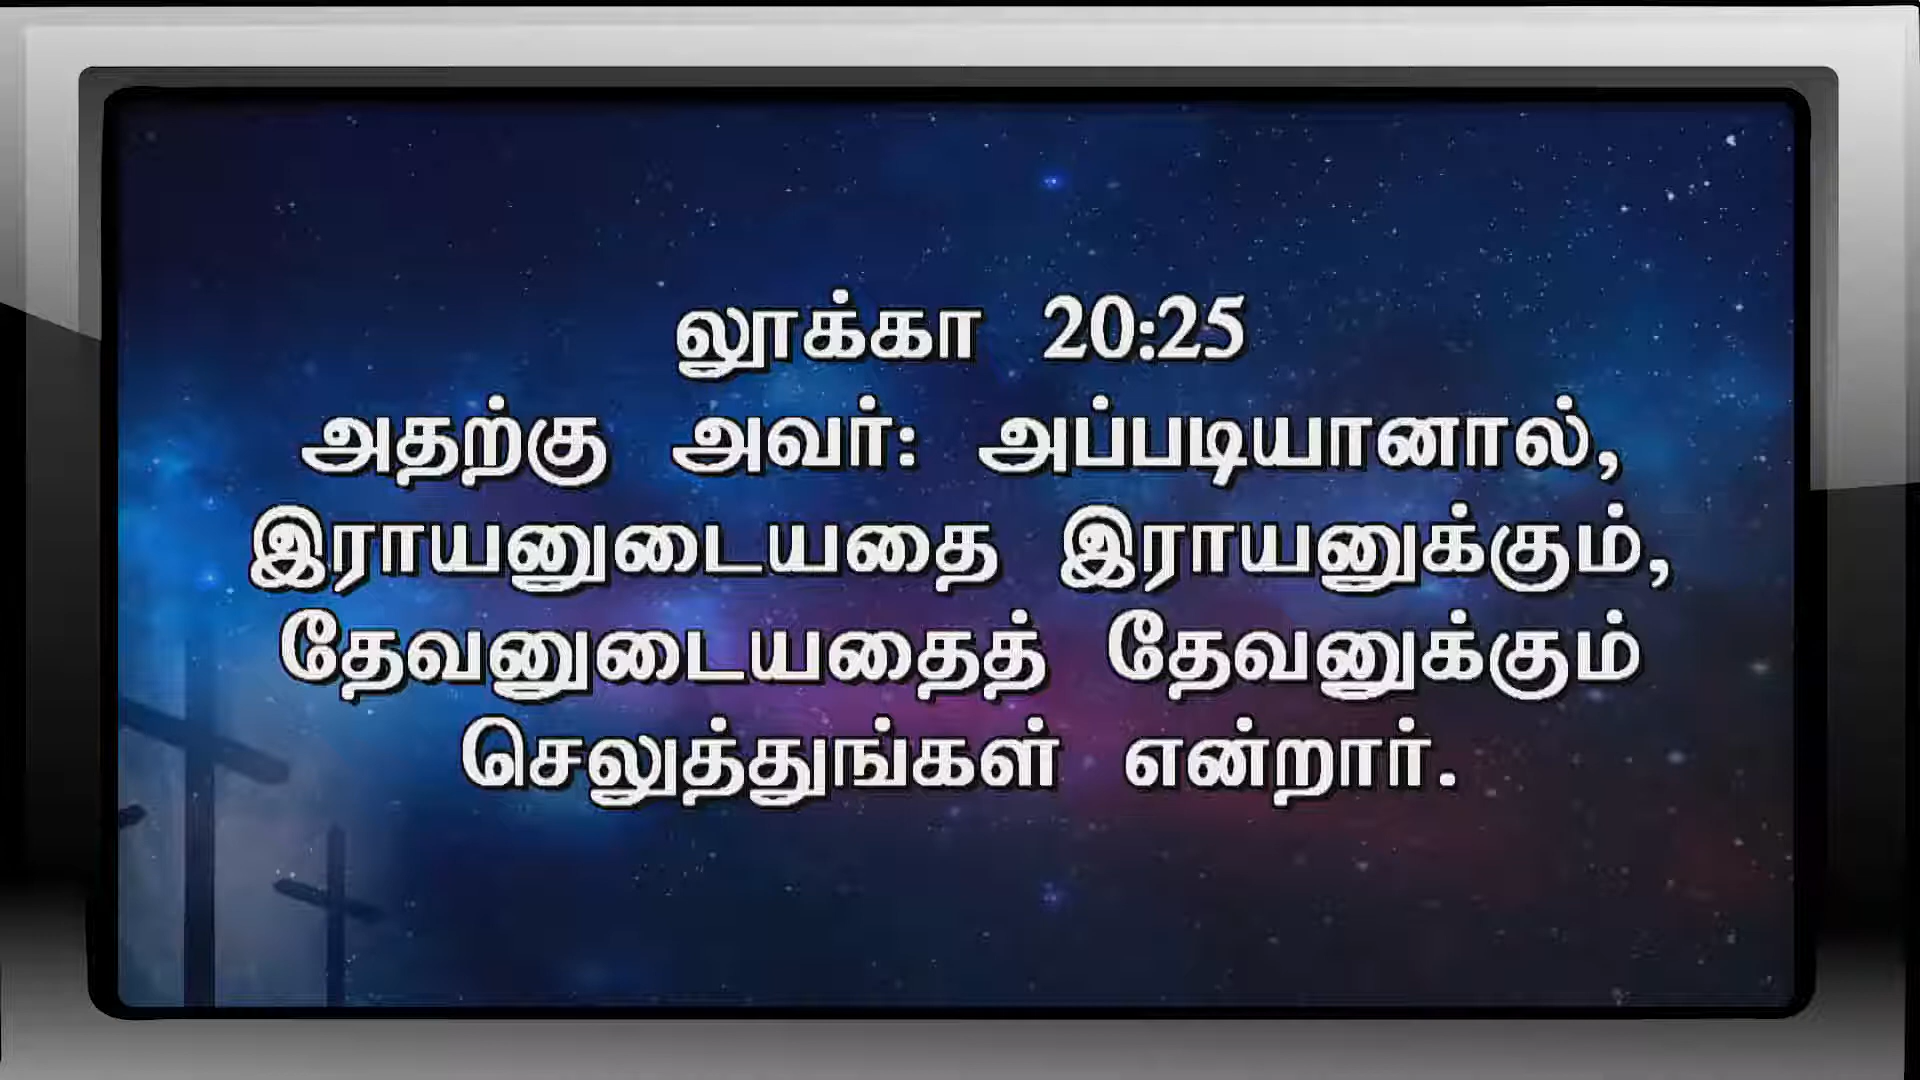 லூக்கா 20:25
அதற்கு அவர்: அப்படியானால்,
இராயனுடையதை இராயனுக்கும்,
தேவனுடையதைத் தேவனுக்கும்
செலுத்துங்கள் என்றார்.